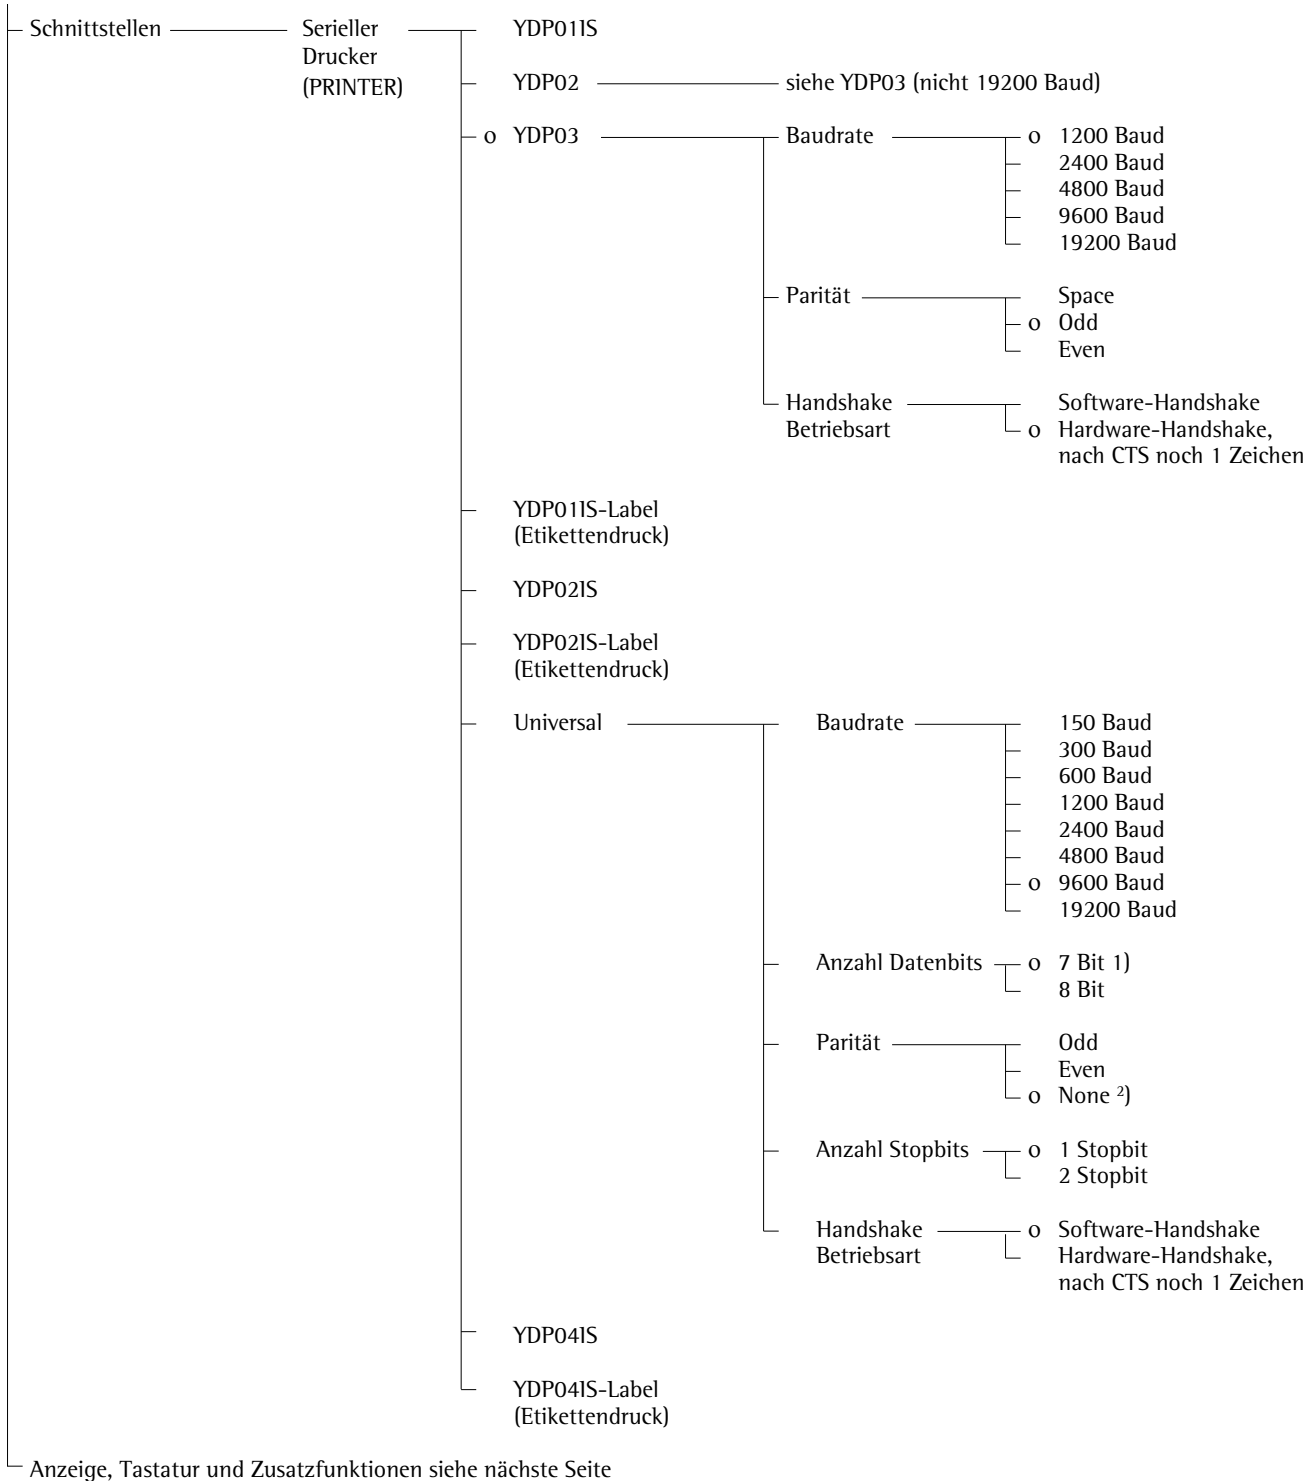 Schnittstellen Serieller YDP01IS
Drucker
(PRINTER)
YDP02 siehe YDP03 (nicht 19200 Baud)
o YDP03 Baudrate o 1200 Baud
2400 Baud
4800 Baud
9600 Baud
19200 Baud
Parität Space
o Odd
Even
Handshake Software-Handshake
Betriebsart o Hardware-Handshake,
nach CTS noch 1 Zeichen
YDP01IS-Label
(Etikettendruck)
YDP02IS
YDP02IS-Label
(Etikettendruck)
Universal Baudrate 150 Baud
300 Baud
600 Baud
1200 Baud
2400 Baud
4800 Baud
o 9600 Baud
19200 Baud
Anzahl Datenbits o 7 Bit 1)
8 Bit
Parität Odd
Even
o None ²)
Anzahl Stopbits o 1 Stopbit
2 Stopbit
Handshake o Software-Handshake
Betriebsart Hardware-Handshake,
nach CTS noch 1 Zeichen
YDP04IS
YDP04IS-Label
(Etikettendruck)
Anzeige, Tastatur und Zusatzfunktionen siehe nächste Seite